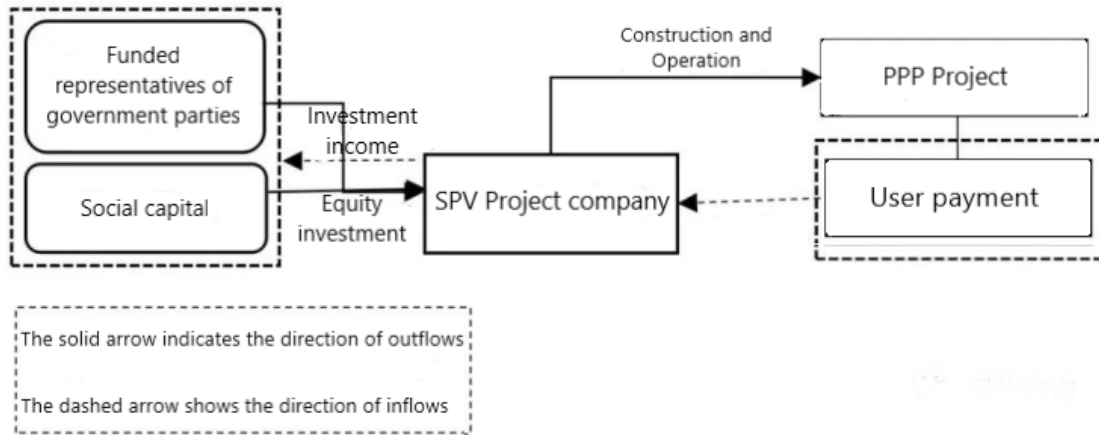 Funded
representatives of
government parties
Social capital
Investment
income
Equity
investment
SPV Project company
Construction and
Operation
PPP Project
User payment
The solid arrow indicates the direction of outflows
The dashed arrow shows the direction of inflows